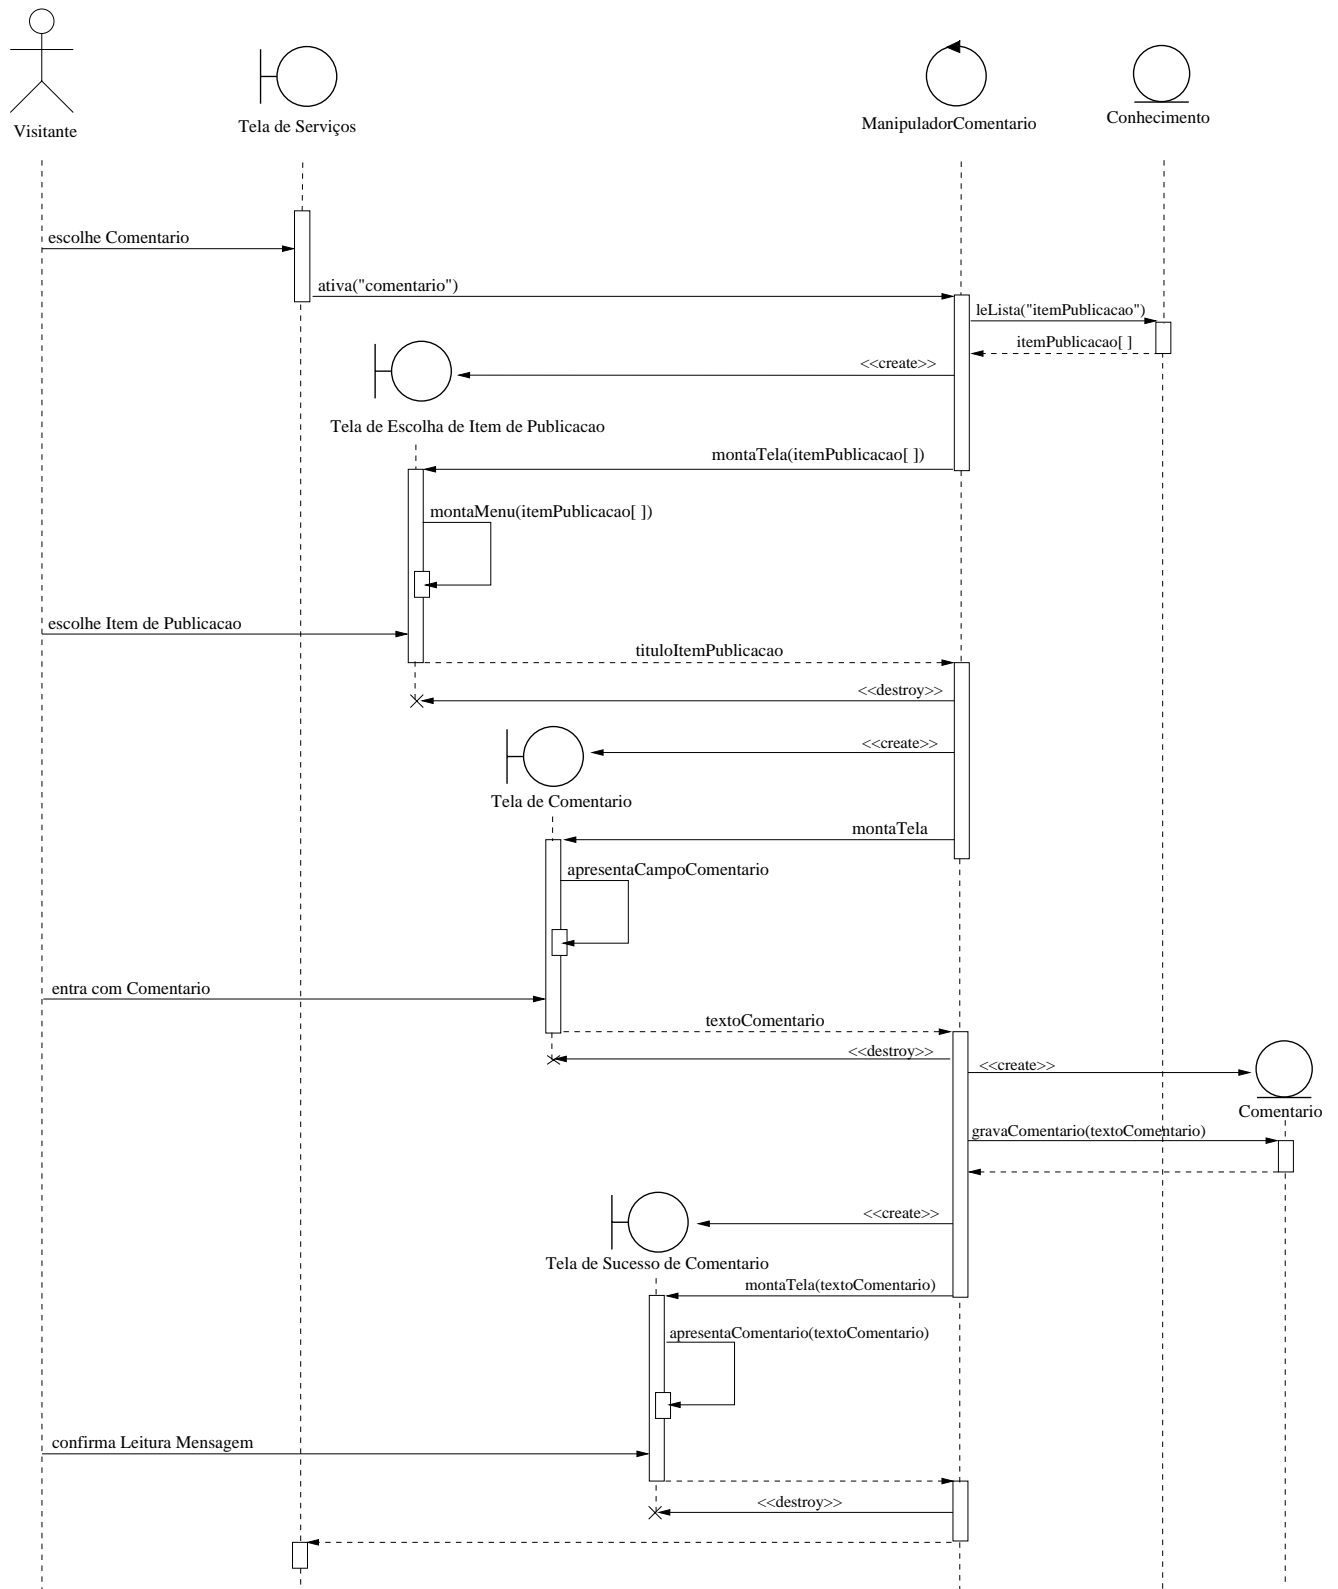 Visitante
Tela de Serviços
ManipuladorComentario
Conhecimento
escolhe Comentario
ativa("comentario")
leLista("itemPublicacao")
itemPublicacao[ ]
<<create>>
Tela de Escolha de Item de Publicacao
montaTela(itemPublicacao[ ])
montaMenu(itemPublicacao[ ])
escolhe Item de Publicacao
tituloItemPublicacao
<<destroy>>
<<create>>
Tela de Comentario
montaTela
apresentaCampoComentario
entra com Comentario
textoComentario
<<destroy>>
<<create>>
Comentario
gravaComentario(textoComentario)
<<create>>
Tela de Sucesso de Comentario
montaTela(textoComentario)
apresentaComentario(textoComentario)
confirma Leitura Mensagem
<<destroy>>